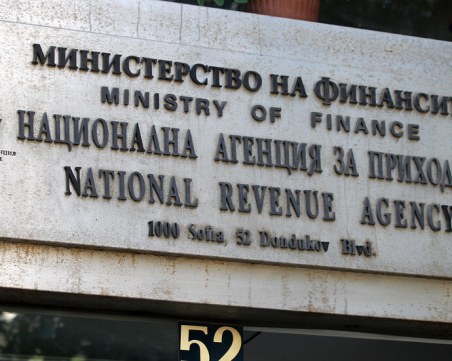 МИНИСТЕРСТВО НА ФИНАНСИТ
MINISTRY OF FINANCE
НАЦИОНАЛНА АГЕНЦИЯ ЗА ПРИХОД
NATIONAL REVENUE AGENCY
1000 Sofia, 52 Dondukov Blvd.
52